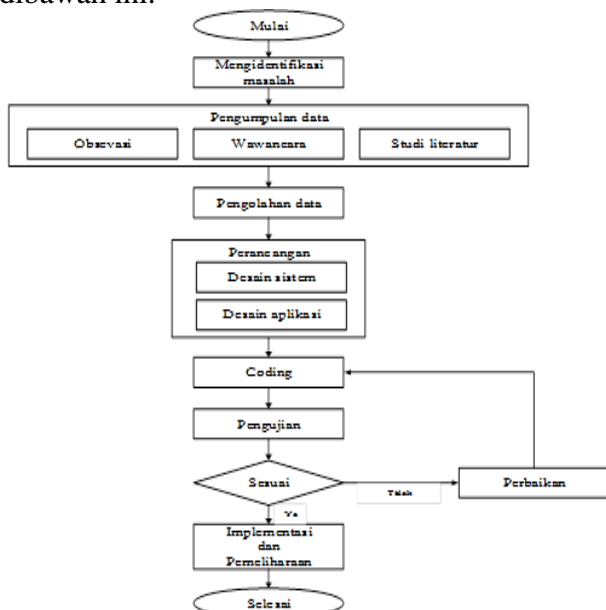 dibawah ini.
Mulai
Mengidentifikasi
masalah
Pengumpulan data
Obsevasi
Wawancara
Studi literatur
Pengolahan data
Perancangan
Desain sistem
Desain aplikasi
Coding
Pengujian
Sesuai
Tidak
Perbaikan
Ya
Implementasi
dan
Pemeliharaan
Selesai